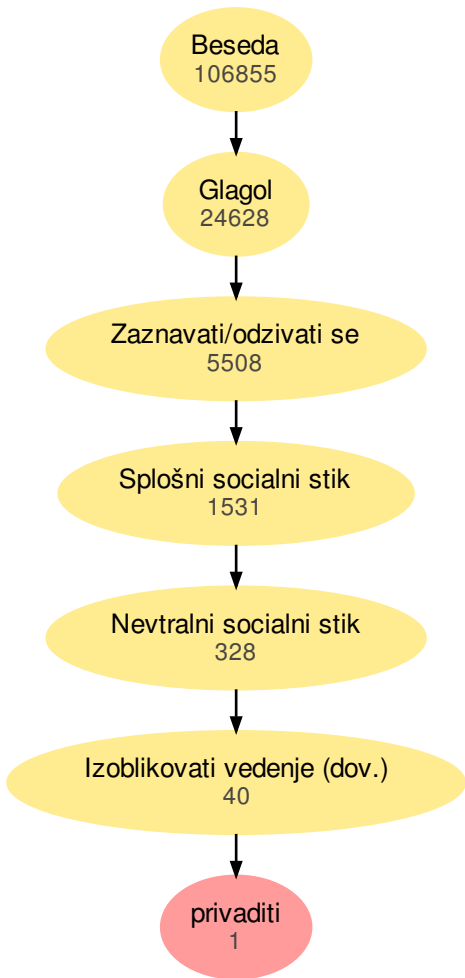 Beseda
106855
Glagol
24628
Zaznavati/odzivati se
5508
Splošni socialni stik
1531
Nevtralni socialni stik
328
Izoblikovati vedenje (dov.)
40
privaditi
1